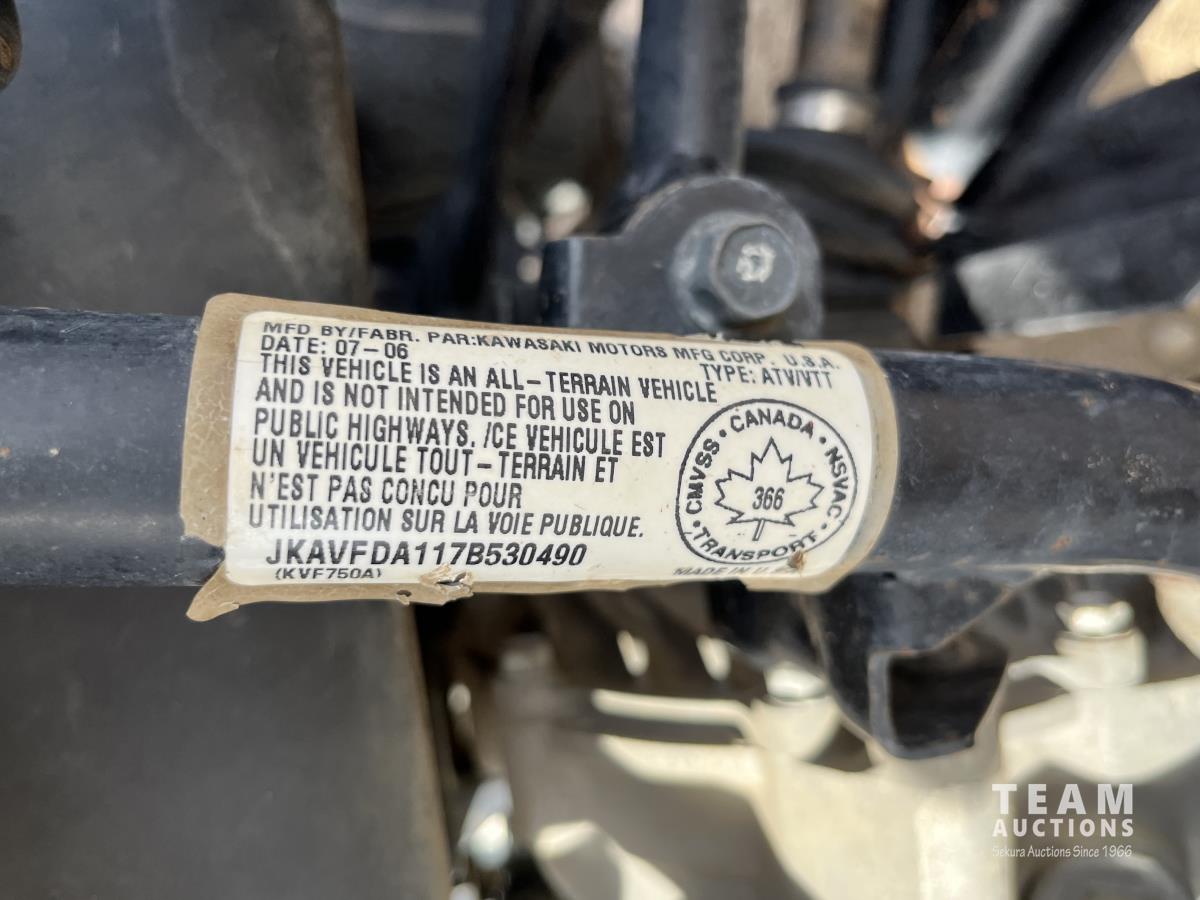 MFD BY/FABR. PAR:KAWASAKI MOTORS MFG CORP. U.S.A.
DATE: 07-06 TYPE: ATV/VTT
THIS VEHICLE IS AN ALL-TERRAIN VEHICLE
AND IS NOT INTENDED FOR USE ON
PUBLIC HIGHWAYS. /CE VEHICULE EST
UN VEHICULE TOUT-TERRAIN ET
N'EST PAS CONCU POUR
UTILISATION SUR LA VOIE PUBLIQUE.
JKAVFDA117B530490
(KVF750A)
CMVSS • CANADA • NSVAC
366
• TRANSPORT •
MADE IN
TEAM
AUCTIONS
Sekura Auctions Since 1966